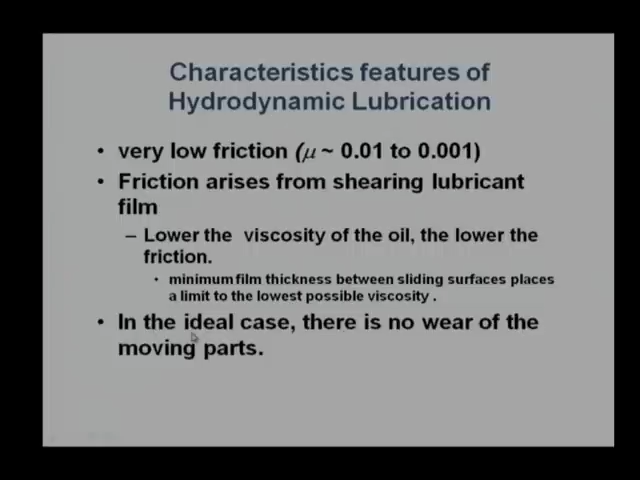 Characteristics features of
Hydrodynamic Lubrication
• very low friction (μ ~ 0.01 to 0.001)
• Friction arises from shearing lubricant
film
– Lower the viscosity of the oil, the lower the
friction.
• minimum film thickness between sliding surfaces places
a limit to the lowest possible viscosity .
• In the ideal case, there is no wear of the
moving parts.